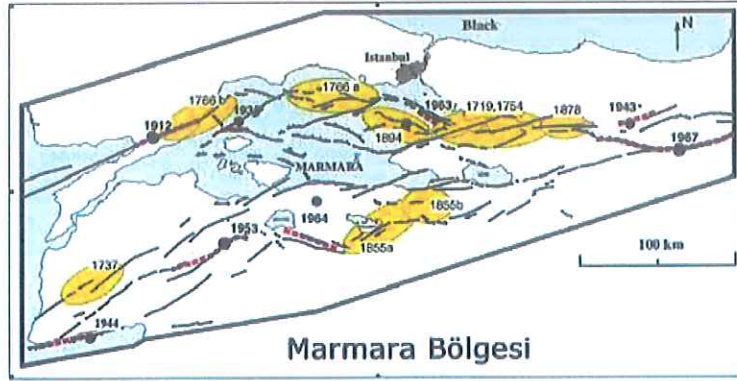 Black
N
Istanbul
1766 b
1766 a
1912
1935
1963
1719,1754
1878
1943
1967
1894
MARMARA
1964
1953
1855b
1855a
1737
1944
100 km
Marmara Bölgesi